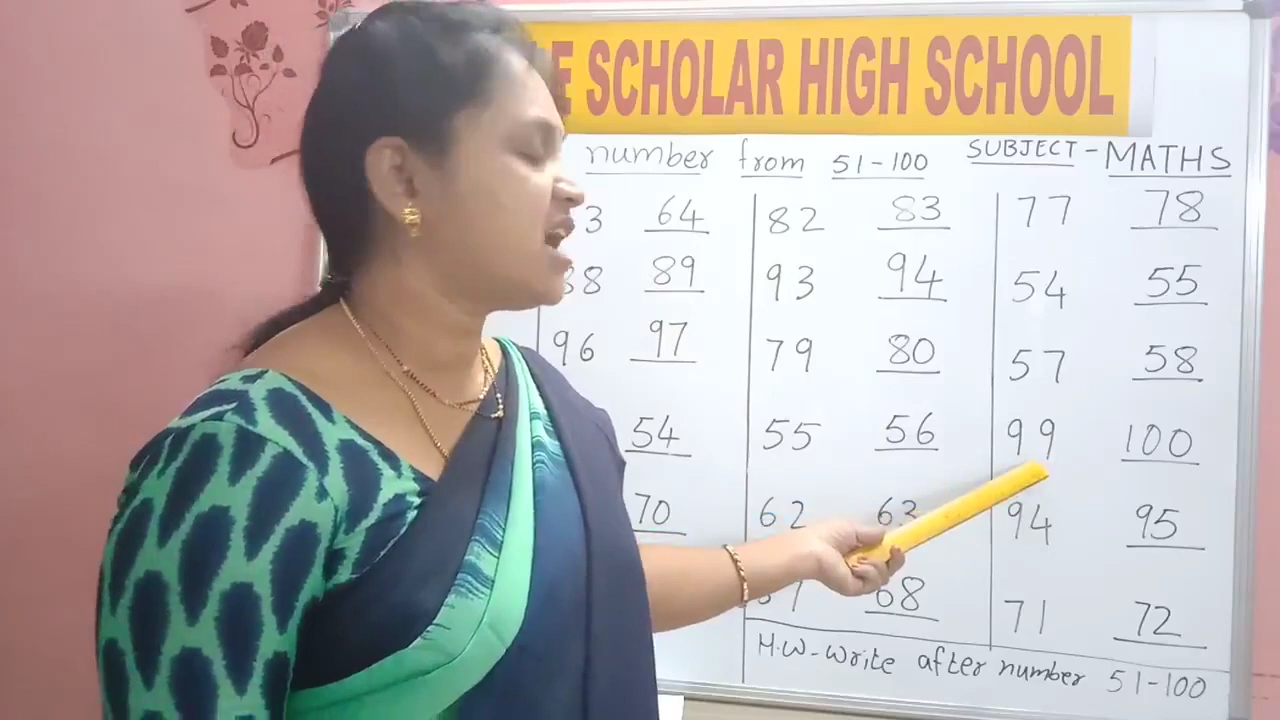 SCHOLAR HIGH SCHOOL
number from 51-100 SUBJECT - MATHS
64 82 83 77 78
89 93 94 54 55
96 97 79 80 57 58
54 55 56 99 100
70 62 63 94 95
68 71 72
H.W - Write after number 51-100